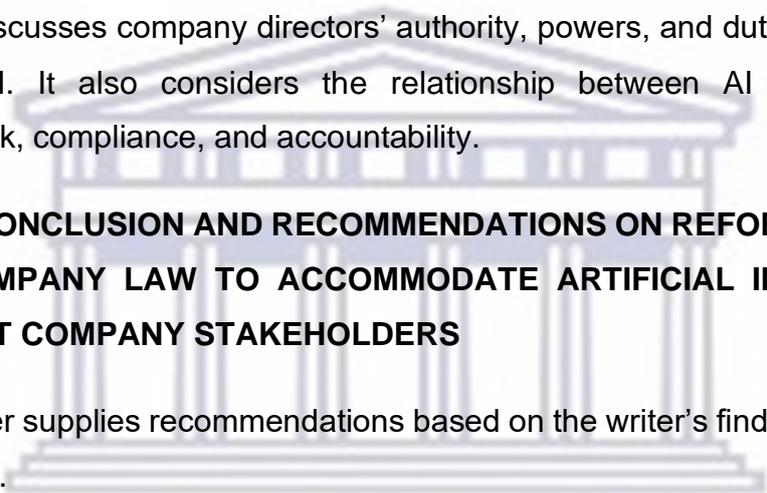 scusses company directors’ authority, powers, and dut
l. It also considers the relationship between AI
k, compliance, and accountability.
ONCLUSION AND RECOMMENDATIONS ON REFO
MPANY LAW TO ACCOMMODATE ARTIFICIAL I
T COMPANY STAKEHOLDERS
er supplies recommendations based on the writer’s find
.